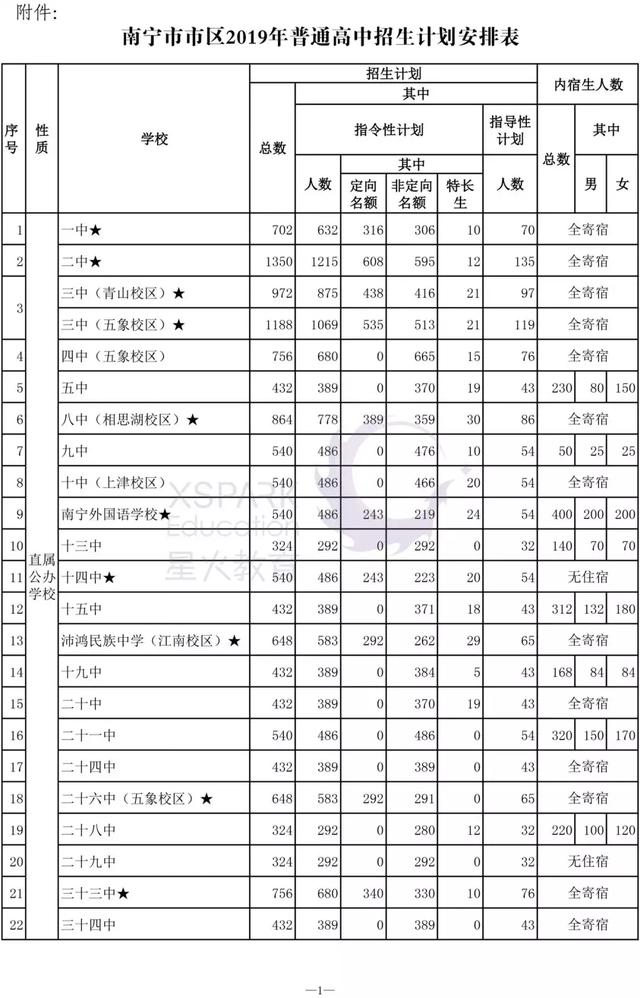 附件:
南宁市市区2019年普通高中招生计划安排表
序号 性质 学校 招生计划 内宿生人数
总数 其中 总数 其中
指令性计划 指导性计划
人数 其中 人数 男 女
定向名额 非定向名额 特长生
直属公办学校
1 一中★ 702 632 316 306 10 70 全寄宿
2 二中★ 1350 1215 608 595 12 135 全寄宿
3 三中（青山校区）★ 972 875 438 416 21 97 全寄宿
三中（五象校区）★ 1188 1069 535 513 21 119 全寄宿
4 四中（五象校区） 756 680 0 665 15 76 全寄宿
5 五中 432 389 0 370 19 43 230 80 150
6 八中（相思湖校区）★ 864 778 389 359 30 86 全寄宿
7 九中 540 486 0 476 10 54 50 25 25
8 十中（上津校区） 540 486 0 466 20 54 全寄宿
9 南宁外国语学校★ 540 486 243 219 24 54 400 200 200
10 十三中 324 292 0 292 0 32 140 70 70
11 十四中★ 540 486 243 223 20 54 无住宿
12 十五中 432 389 0 371 18 43 312 132 180
13 沛鸿民族中学（江南校区）★ 648 583 292 262 29 65 全寄宿
14 十九中 432 389 0 384 5 43 168 84 84
15 二十中 432 389 0 370 19 43 全寄宿
16 二十一中 540 486 0 486 0 54 320 150 170
17 二十四中 432 389 0 389 0 43 全寄宿
18 二十六中（五象校区）★ 648 583 292 291 0 65 全寄宿
19 二十八中 324 292 0 280 12 32 220 100 120
20 二十九中 324 292 0 292 0 32 无住宿
21 三十三中★ 756 680 340 330 10 76 全寄宿
22 三十四中 432 389 0 389 0 43 全寄宿
XSPARK
Education
星火教育
—1—